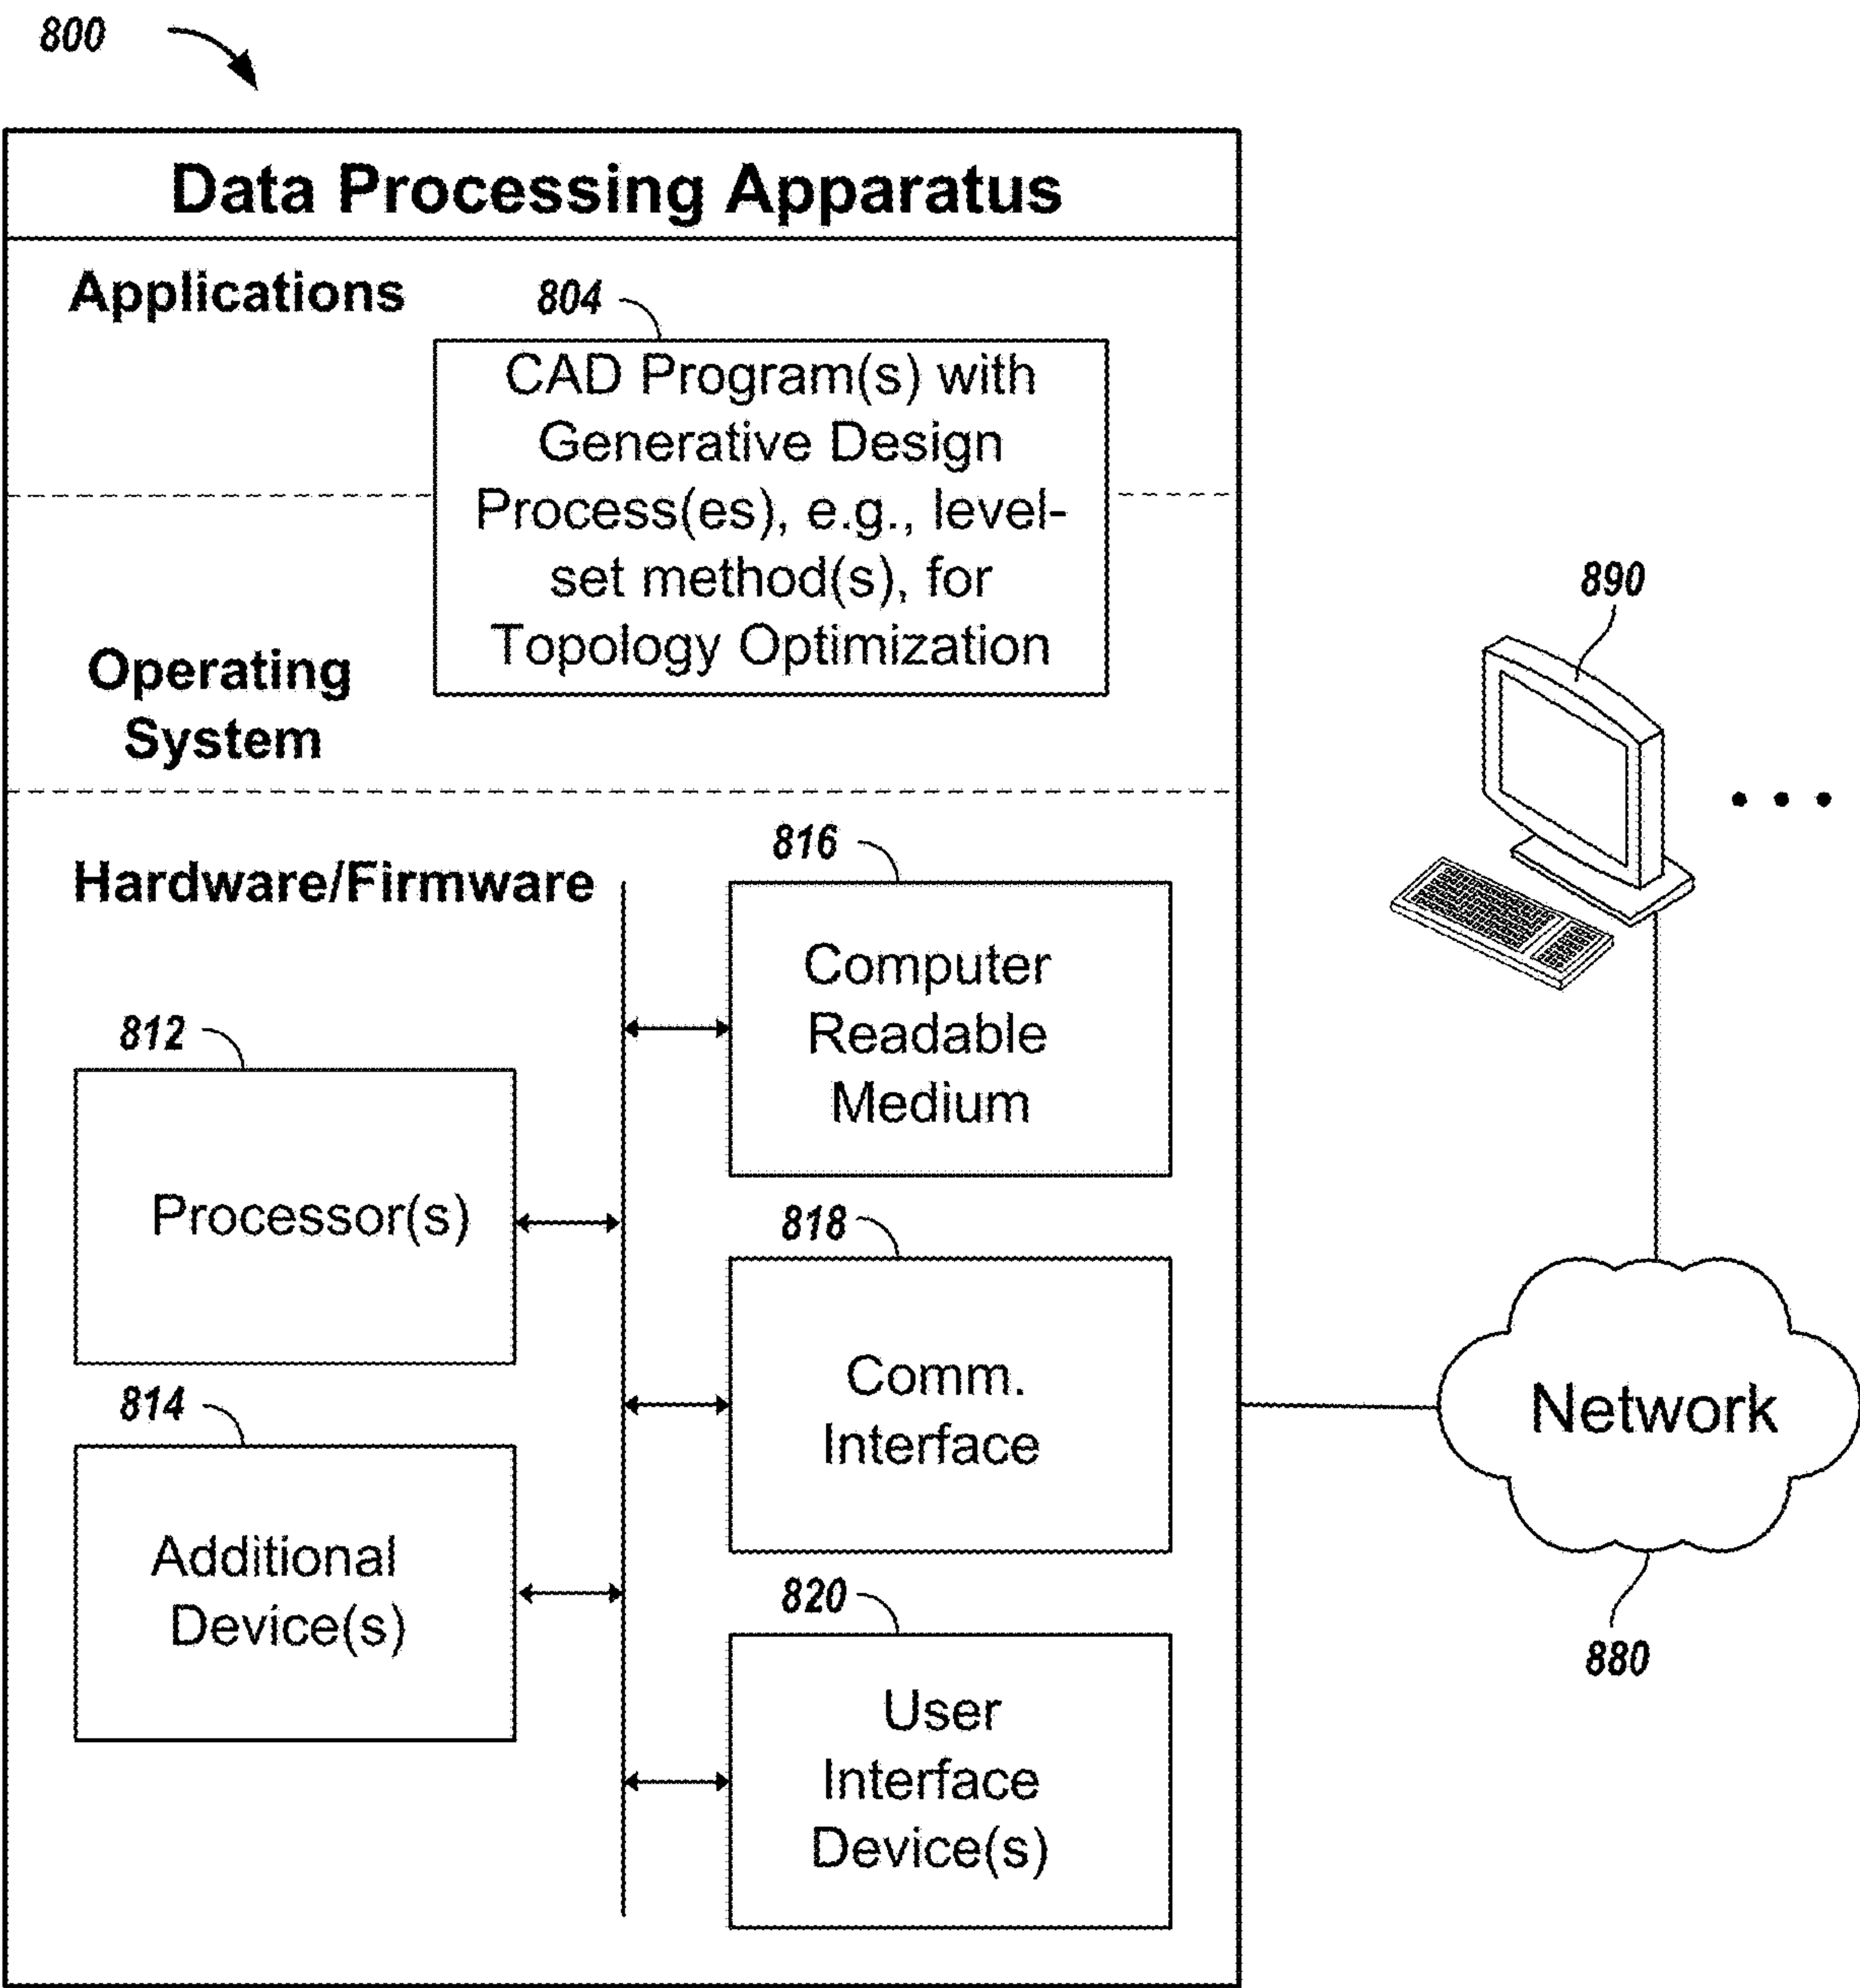 800
Data Processing Apparatus
Applications
804
CAD Program(s) with
Generative Design
Process(es), e.g., level-
set method(s), for
Topology Optimization
Operating
System
890
Hardware/Firmware
816
Computer
Readable
Medium
812
Processor(s)
818
Comm.
Interface
Network
814
Additional
Device(s)
820
User
Interface
Device(s)
880